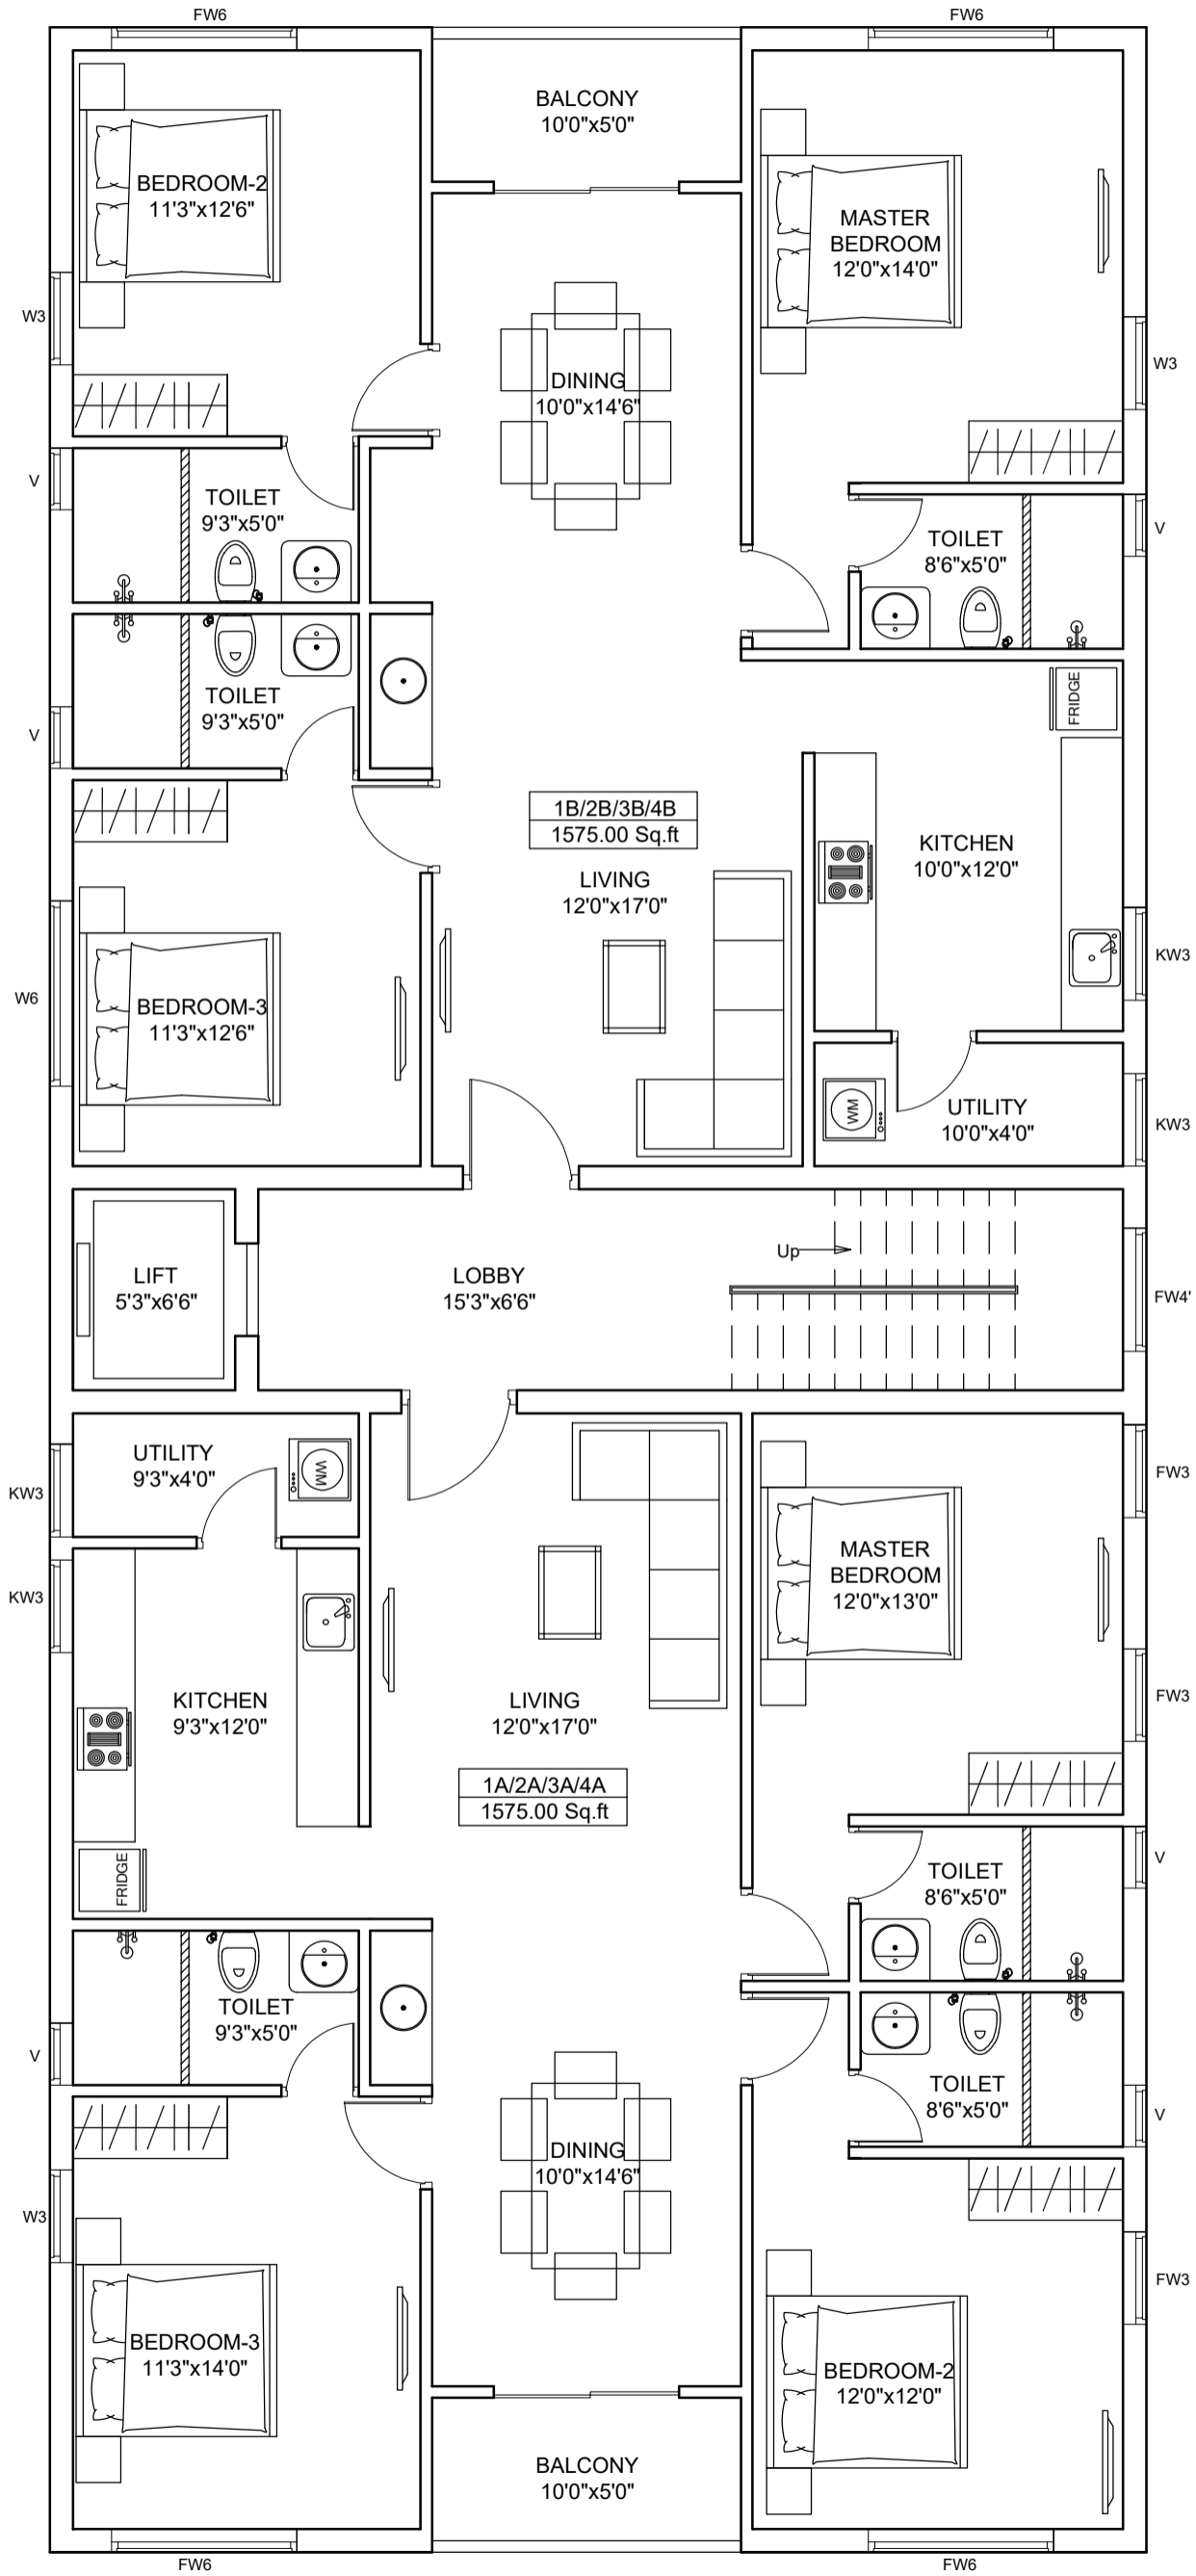 FW6
FW6
BALCONY
10'0"x5'0"
BEDROOM-2
11'3"x12'6"
MASTER
BEDROOM
12'0"x14'0"
W3
W3
DINING
10'0"x14'6"
V
TOILET
9'3"x5'0"
V
TOILET
8'6"x5'0"
TOILET
9'3"x5'0"
FRIDGE
V
1B/2B/3B/4B
1575.00 Sq.ft
KITCHEN
10'0"x12'0"
LIVING
12'0"x17'0"
KW3
W6
BEDROOM-3
11'3"x12'6"
WM
UTILITY
10'0"x4'0"
KW3
Up
LIFT
5'3"x6'6"
LOBBY
15'3"x6'6"
FW4'
UTILITY
9'3"x4'0"
WM
FW3
KW3
MASTER
BEDROOM
12'0"x13'0"
KW3
KITCHEN
9'3"x12'0"
LIVING
12'0"x17'0"
FW3
1A/2A/3A/4A
1575.00 Sq.ft
FRIDGE
TOILET
8'6"x5'0"
V
TOILET
9'3"x5'0"
V
TOILET
8'6"x5'0"
V
DINING
10'0"x14'6"
W3
FW3
BEDROOM-3
11'3"x14'0"
BEDROOM-2
12'0"x12'0"
BALCONY
10'0"x5'0"
FW6
FW6